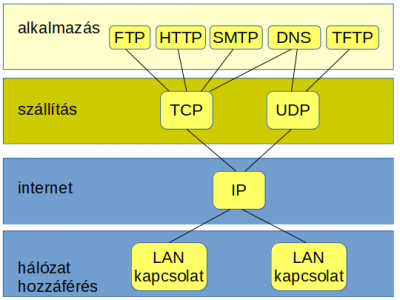 alkalmazás
FTP HTTP SMTP DNS TFTP
szállítás
TCP UDP
internet
IP
hálózat
hozzáférés
LAN
kapcsolat
LAN
kapcsolat